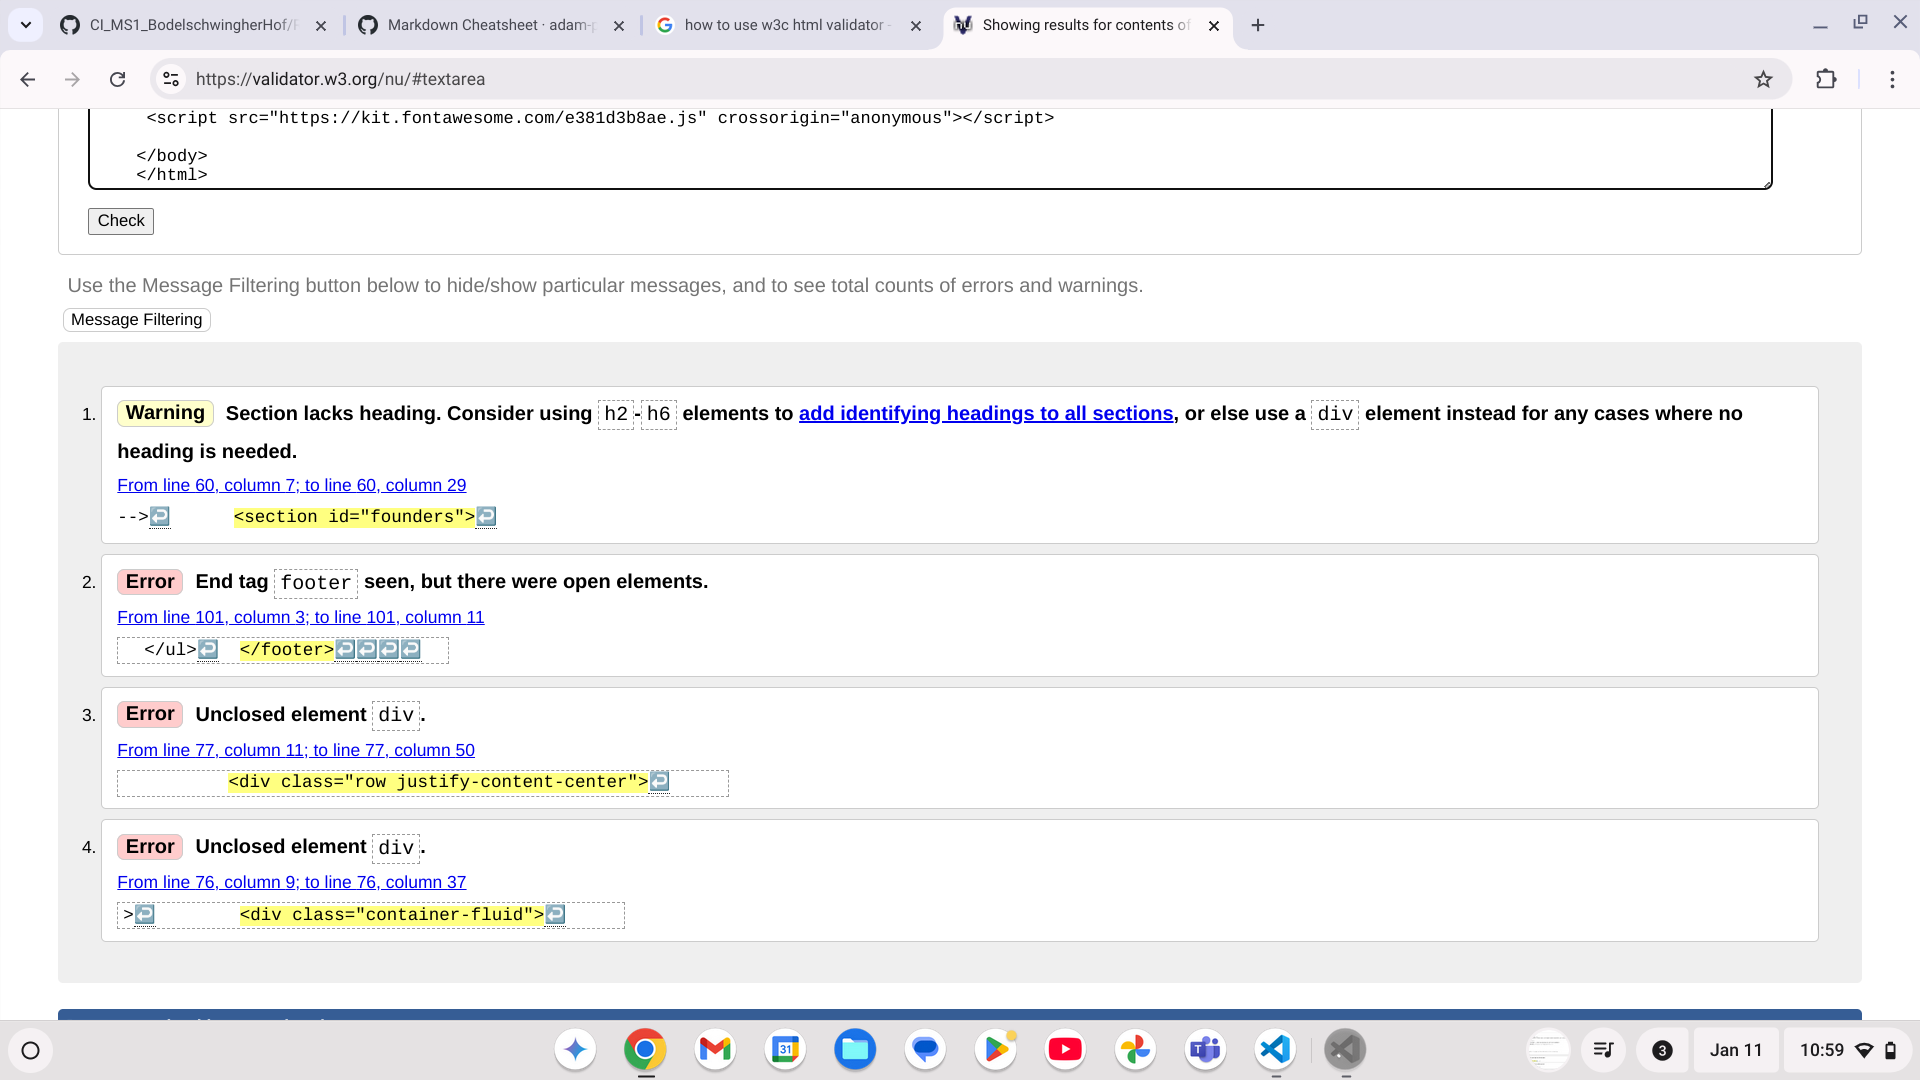 CI_MS1_BodelschwingherHof/
Markdown Cheatsheet · adam-p
how to use w3c html validator -
Showing results for contents of
https://validator.w3.org/nu/#textarea
<script src="https://kit.fontawesome.com/e381d3b8ae.js" crossorigin="anonymous"></script>
</body>
</html>
Check
Use the Message Filtering button below to hide/show particular messages, and to see total counts of errors and warnings.
Message Filtering
1. Warning Section lacks heading. Consider using h2-h6 elements to add identifying headings to all sections, or else use a div element instead for any cases where no
heading is needed.
From line 60, column 7; to line 60, column 29
-->↩ <section id="founders">↩
2. Error End tag footer seen, but there were open elements.
From line 101, column 3; to line 101, column 11
</ul>↩ </footer>↩↩↩↩
3. Error Unclosed element div.
From line 77, column 11; to line 77, column 50
<div class="row justify-content-center">↩
4. Error Unclosed element div.
From line 76, column 9; to line 76, column 37
>↩ <div class="container-fluid">↩
31
3
Jan 11
10:59